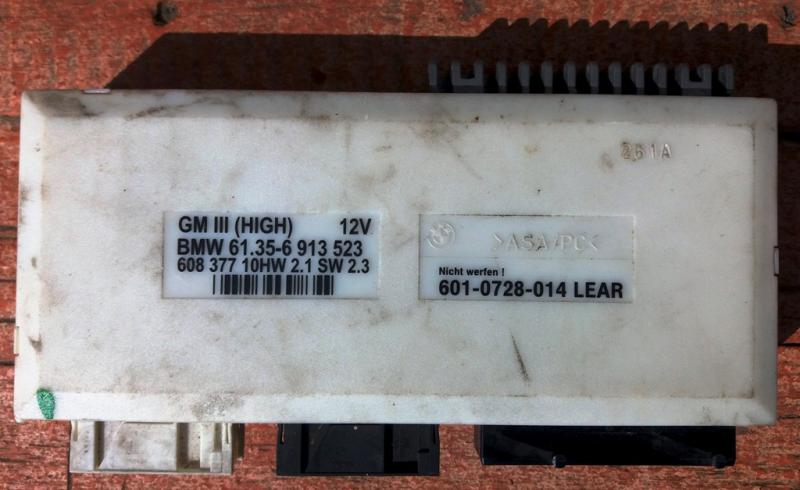 261A
GM III (HIGH) 12V
BMW 61.35-6 913 523
608 377 10HW 2.1 SW 2.3
>ASA/PC<
Nicht werfen !
601-0728-014 LEAR